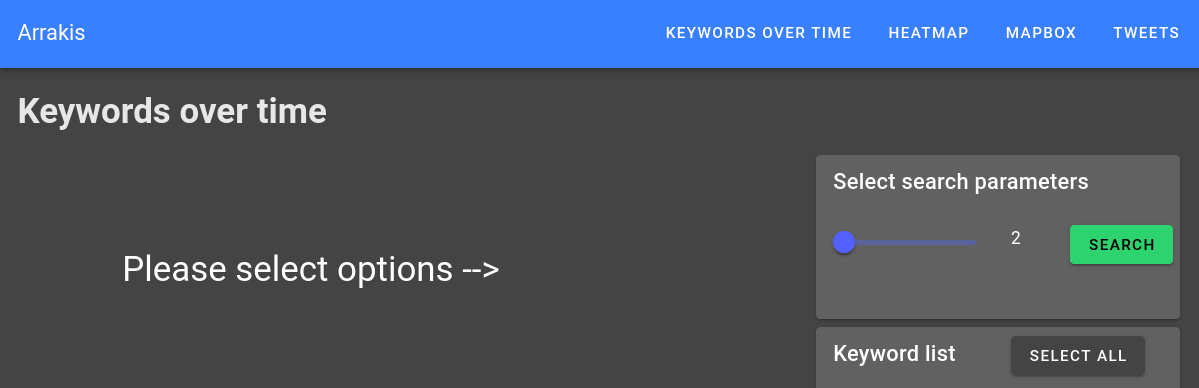 Arrakis
KEYWORDS OVER TIME HEATMAP MAPBOX TWEETS
Keywords over time
Select search parameters
2
SEARCH
Please select options -->
Keyword list
SELECT ALL